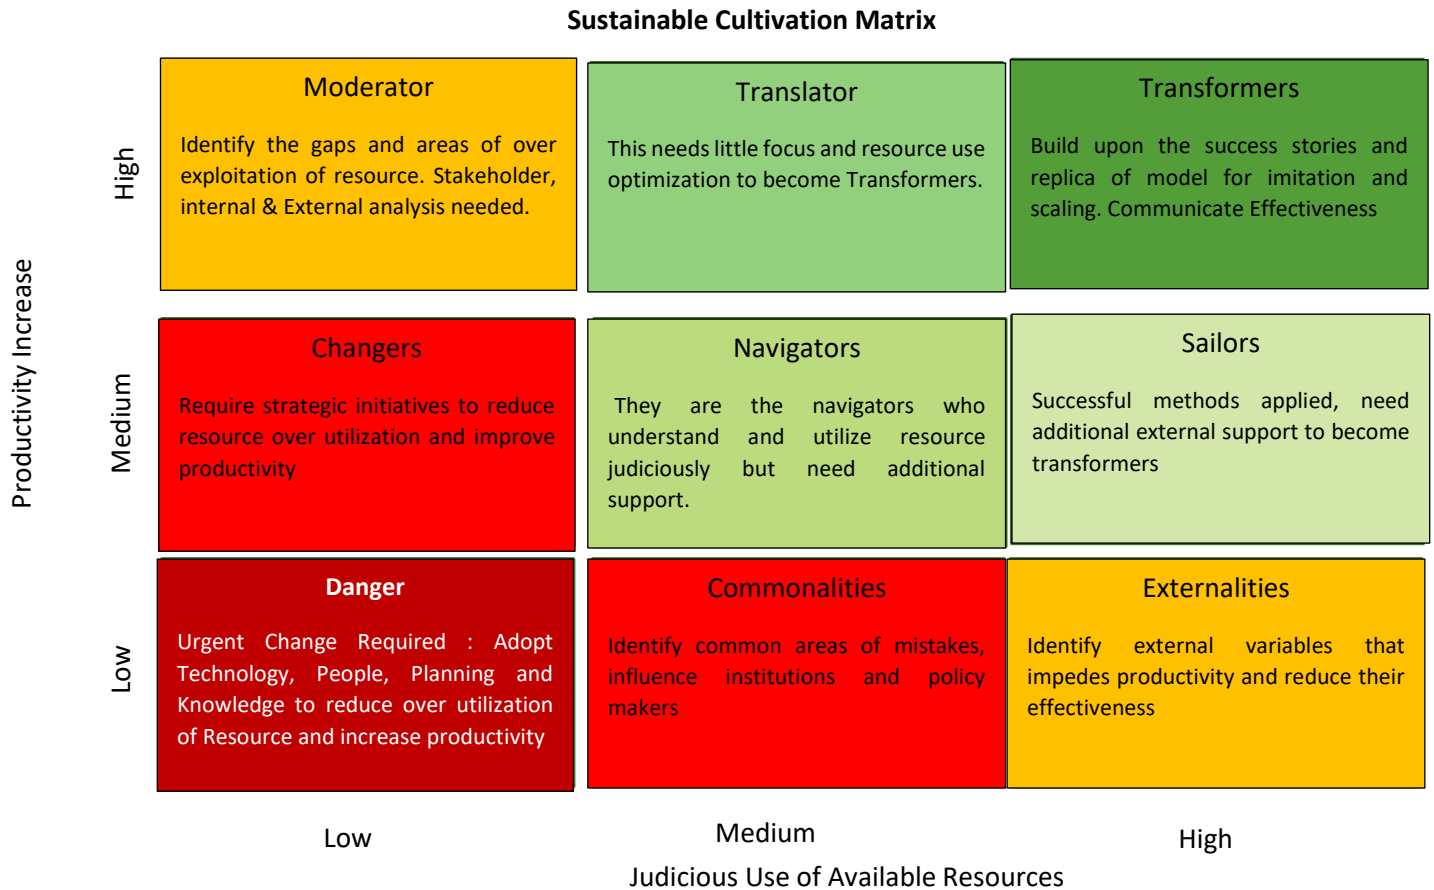 Sustainable Cultivation Matrix
Productivity Increase
High
Moderator
Identify the gaps and areas of over
exploitation of resource. Stakeholder,
internal & External analysis needed.
Translator
This needs little focus and resource use
optimization to become Transformers.
Transformers
Build upon the success stories and
replica of model for imitation and
scaling. Communicate Effectiveness
Medium
Changers
Require strategic initiatives to reduce
resource over utilization and improve
productivity
Navigators
They are the navigators who
understand and utilize resource
judiciously but need additional
support.
Sailors
Successful methods applied, need
additional external support to become
transformers
Low
Danger
Urgent Change Required : Adopt
Technology, People, Planning and
Knowledge to reduce over utilization
of Resource and increase productivity
Commonalities
Identify common areas of mistakes,
influence institutions and policy
makers
Externalities
Identify external variables that
impedes productivity and reduce their
effectiveness
Low
Medium
High
Judicious Use of Available Resources